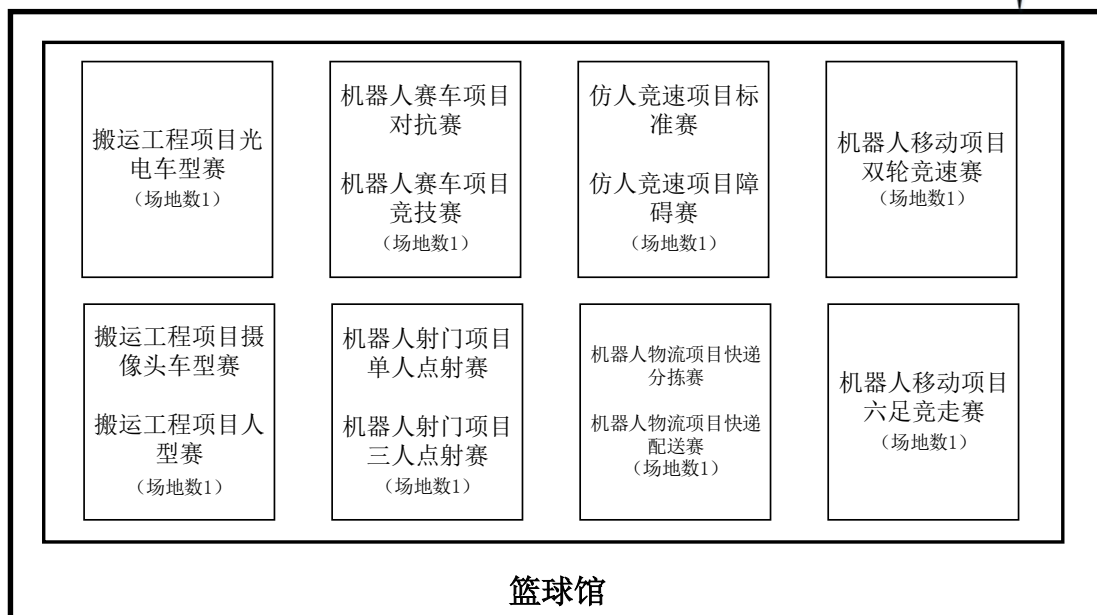 搬运工程项目光
电车型赛
（场地数1）
机器人赛车项目
对抗赛
机器人赛车项目
竞技赛
（场地数1）
仿人竞速项目标
准赛
仿人竞速项目障
碍赛
（场地数1）
机器人移动项目
双轮竞速赛
（场地数1）
搬运工程项目摄
像头车型赛
搬运工程项目人
型赛
（场地数1）
机器人射门项目
单人点射赛
机器人射门项目
三人点射赛
（场地数1）
机器人物流项目快递
分拣赛
机器人物流项目快递
配送赛
（场地数1）
机器人移动项目
六足竞走赛
（场地数1）
篮球馆